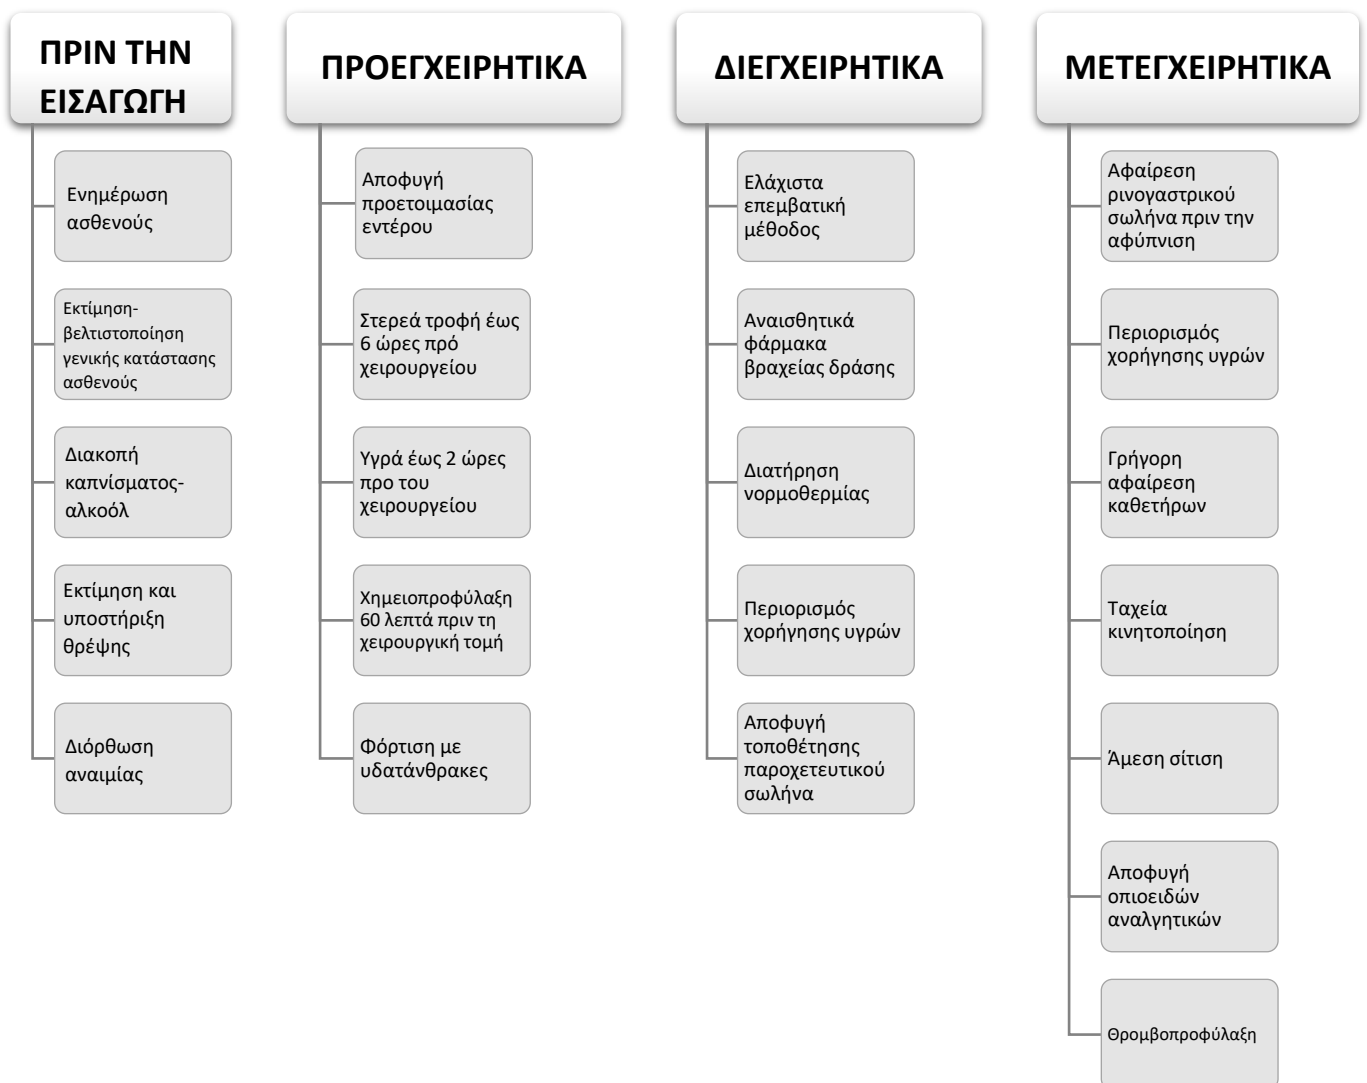 ΠΡΙΝ ΤΗΝ
ΕΙΣΑΓΩΓΗ
Ενημέρωση
ασθενούς
Εκτίμηση-
βελτιστοποίηση
γενικής κατάστασης
ασθενούς
Διακοπή
καπνίσματος-
αλκοόλ
Εκτίμηση και
υποστήριξη
θρέψης
Διόρθωση
αναιμίας
ΠΡΟΕΓΧΕΙΡΗΤΙΚΑ
Αποφυγή
προετοιμασίας
εντέρου
Στερεά τροφή έως
6 ώρες πρό
χειρουργείου
Υγρά έως 2 ώρες
προ του
χειρουργείου
Χημειοπροφύλαξη
60 λεπτά πριν τη
χειρουργική τομή
Φόρτιση με
υδατάνθρακες
ΔΙΕΓΧΕΙΡΗΤΙΚΑ
Ελάχιστα
επεμβατική
μέθοδος
Αναισθητικά
φάρμακα
βραχείας δράσης
Διατήρηση
νορμοθερμίας
Περιορισμός
χορήγησης υγρών
Αποφυγή
τοποθέτησης
παροχετευτικού
σωλήνα
ΜΕΤΕΓΧΕΙΡΗΤΙΚΑ
Αφαίρεση
ρινογαστρικού
σωλήνα πριν την
αφύπνιση
Περιορισμός
χορήγησης υγρών
Γρήγορη
αφαίρεση
καθετήρων
Ταχεία
κινητοποίηση
Άμεση σίτιση
Αποφυγή
οπιοειδών
αναλγητικών
Θρομβοπροφύλαξη